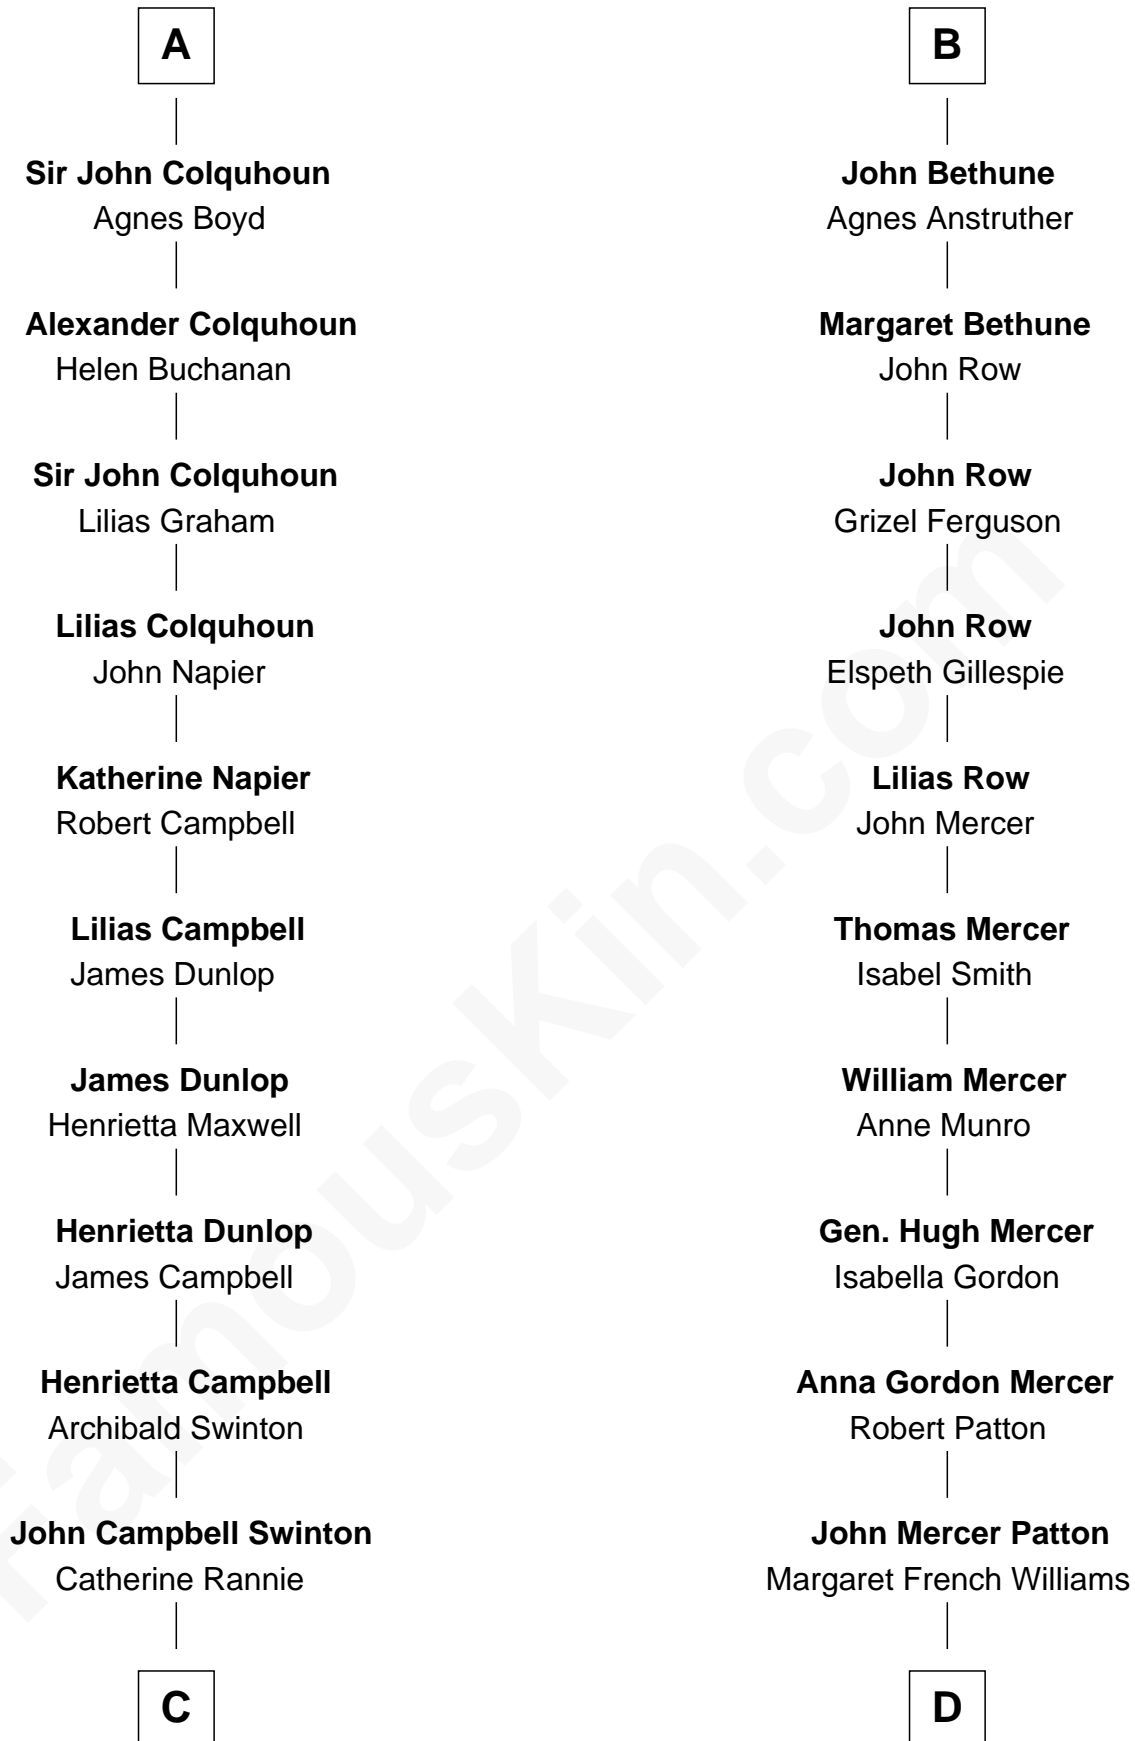 A
Sir John Colquhoun
Agnes Boyd
Alexander Colquhoun
Helen Buchanan
Sir John Colquhoun
Lilias Graham
Lilias Colquhoun
John Napier
Katherine Napier
Robert Campbell
Lilias Campbell
James Dunlop
James Dunlop
Henrietta Maxwell
Henrietta Dunlop
James Campbell
Henrietta Campbell
Archibald Swinton
John Campbell Swinton
Catherine Rannie
C
B
John Bethune
Agnes Anstruther
Margaret Bethune
John Row
John Row
Grizel Ferguson
John Row
Elspeth Gillespie
Lilias Row
John Mercer
Thomas Mercer
Isabel Smith
William Mercer
Anne Munro
Gen. Hugh Mercer
Isabella Gordon
Anna Gordon Mercer
Robert Patton
John Mercer Patton
Margaret French Williams
D
FamousKin.com